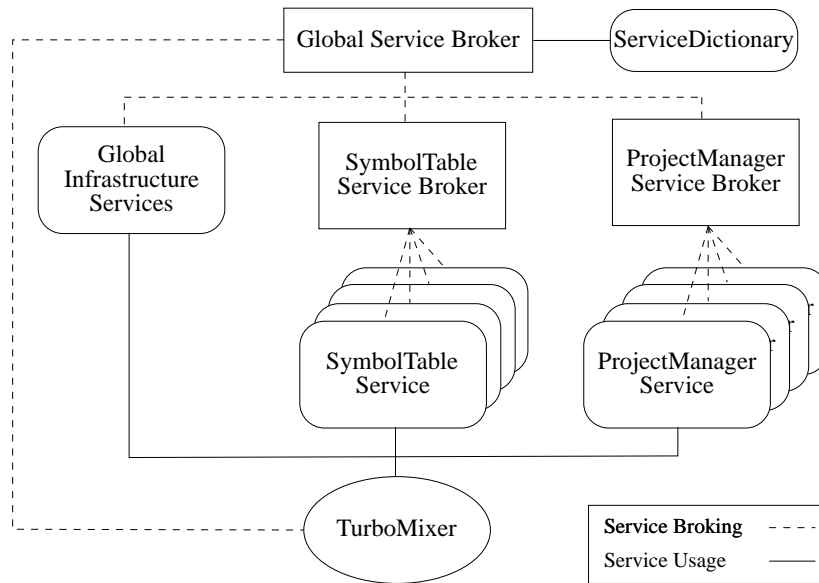 Global Service Broker
ServiceDictionary
Global
Infrastructure
Services
SymbolTable
Service Broker
ProjectManager
Service Broker
SymbolTable
Service
ProjectManager
Service
TurboMixer
Service Broking
Service Usage